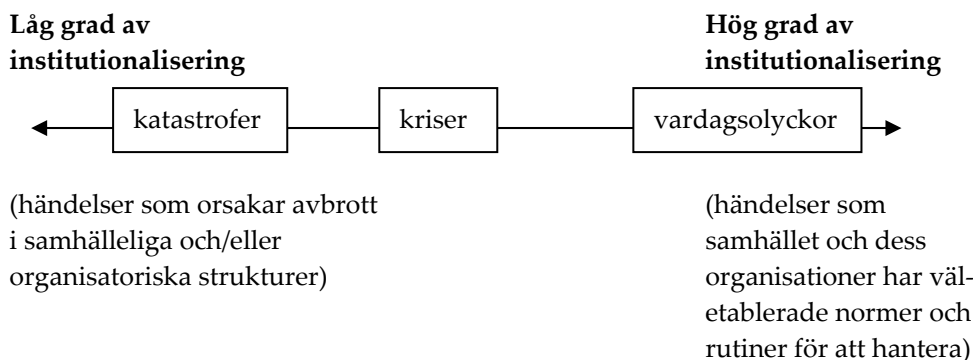 Låg grad av
institutionalisering
Hög grad av
institutionalisering
katastrofer
kriser
vardagsolyckor
(händelser som orsakar avbrott
i samhälleliga och/eller
organisatoriska strukturer)
(händelser som
samhället och dess
organisationer har väl-
etablerade normer och
rutiner för att hantera)